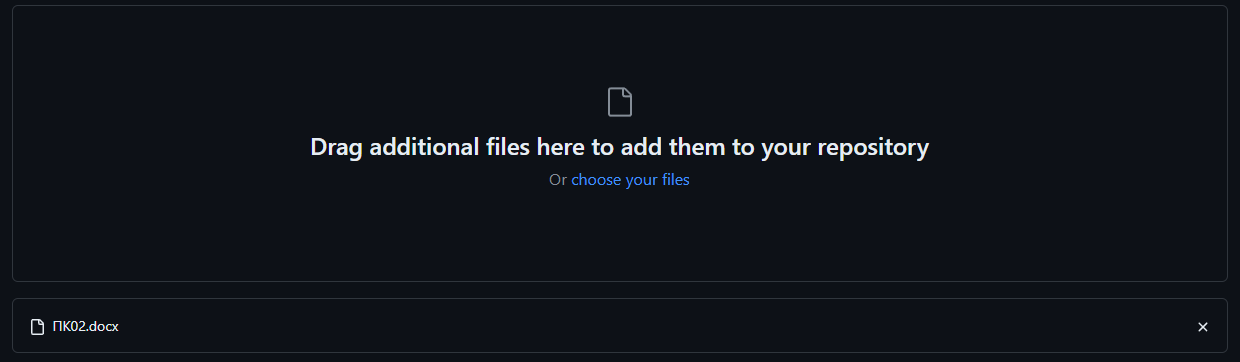 Drag additional files here to add them to your repository
Or choose your files
ПК02.docx